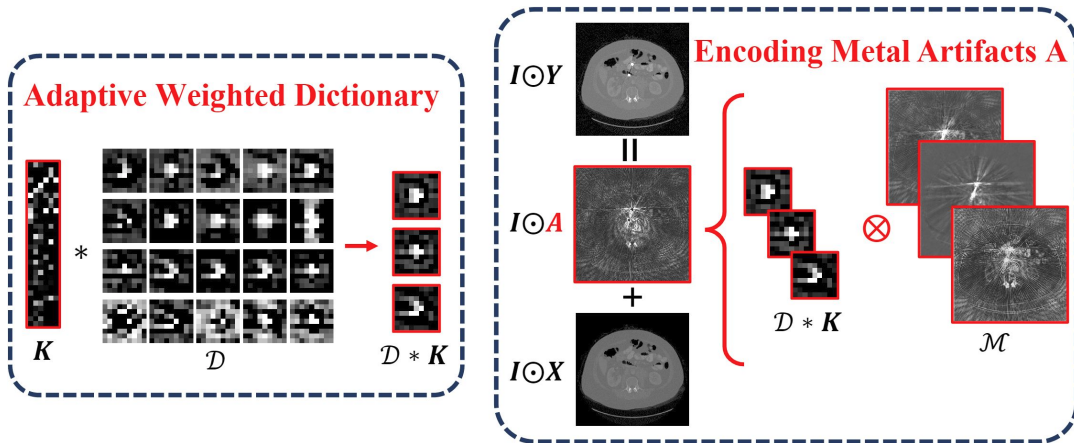 Adaptive Weighted Dictionary
*
→
K
𝒟
𝒟 * K
Encoding Metal Artifacts A
I⊙Y
=
I⊙A
+
I⊙X
⊗
𝒟 * K
ℳ